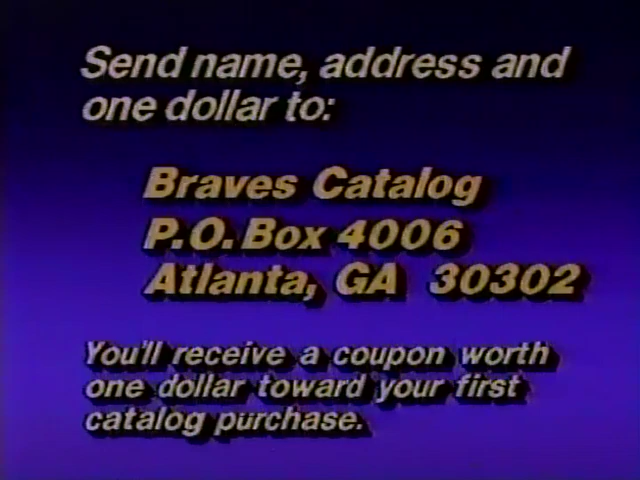 Send name, address and
one dollar to:
Braves Catalog
P.O. Box 4006
Atlanta, GA 30302
You'll receive a coupon worth
one dollar toward your first
catalog purchase.